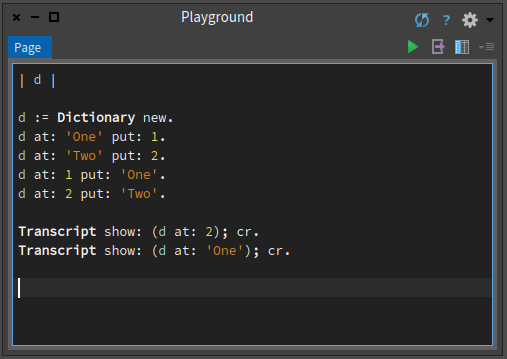 Playground
?
Page
| d |
d := Dictionary new.
d at: 'One' put: 1.
d at: 'Two' put: 2.
d at: 1 put: 'One'.
d at: 2 put: 'Two'.
Transcript show: (d at: 2); cr.
Transcript show: (d at: 'One'); cr.